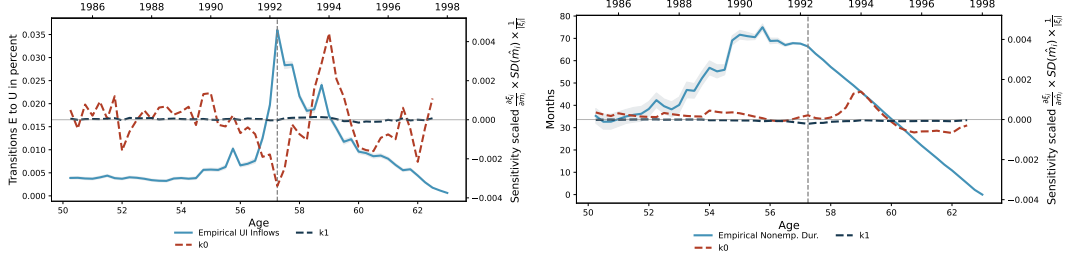 1986 1988 1990 1992 1994 1996 1998
Transitions E to U in percent
0.035
0.030
0.025
0.020
0.015
0.010
0.005
0.000
0.004
0.002
0.000
−0.002
−0.004
Sensitivity scaled ∂ξ̂ᵢ/∂m̂ᵢ × SD(m̂ᵢ) × 1/|ξ̂ᵢ|
50 52 54 56 58 60 62
Age
Empirical UI Inflows
k0
k1
1986 1988 1990 1992 1994 1996 1998
Months
80
70
60
50
40
30
20
10
0
0.004
0.002
0.000
−0.002
−0.004
Sensitivity scaled ∂ξ̂ᵢ/∂m̂ᵢ × SD(m̂ᵢ) × 1/|ξ̂ᵢ|
50 52 54 56 58 60 62
Age
Empirical Nonemp. Dur.
k0
k1